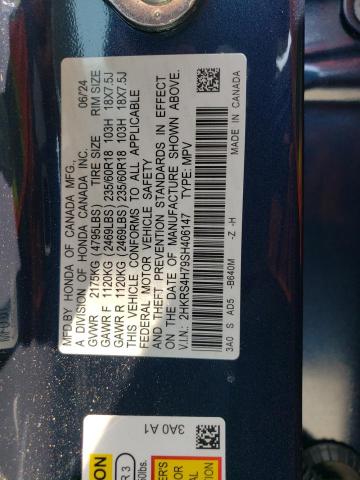 MFD BY HONDA OF CANADA MFG., 06/24
A DIVISION OF HONDA CANADA INC.
GVWR 2175KG (4795LBS) TIRE SIZE RIM SIZE
GAWR F 1120KG (2469LBS) 235/60R18 103H 18X7.5J
GAWR R 1120KG (2469LBS) 235/60R18 103H 18X7.5J
THIS VEHICLE CONFORMS TO ALL APPLICABLE
FEDERAL MOTOR VEHICLE SAFETY
AND THEFT PREVENTION STANDARDS IN EFFECT
ON THE DATE OF MANUFACTURE SHOWN ABOVE.
V.I.N.: 2HKRS4H79SH406147 TYPE: MPV
3A0 S AD5 -B640M -Z -H MADE IN CANADA
3A0 A1